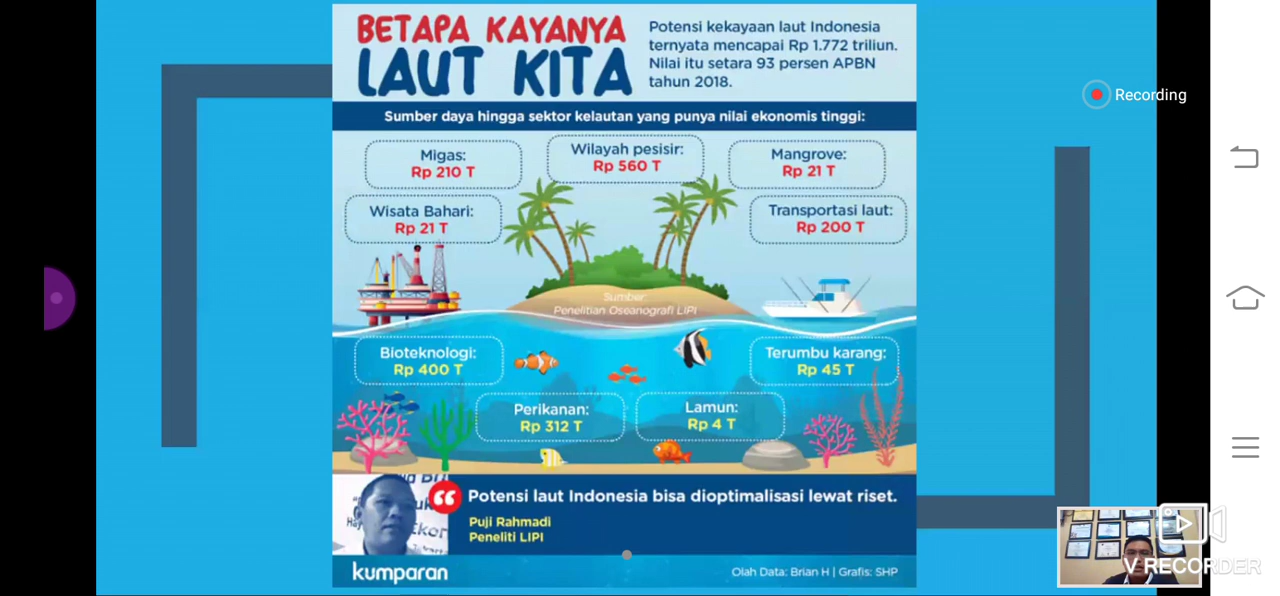 BETAPA KAYANYA
LAUT KITA
Potensi kekayaan laut Indonesia
ternyata mencapai Rp 1.772 triliun.
Nilai itu setara 93 persen APBN
tahun 2018.
Recording
Sumber daya hingga sektor kelautan yang punya nilai ekonomis tinggi:
Migas:
Rp 210 T
Wilayah pesisir:
Rp 560 T
Mangrove:
Rp 21 T
Wisata Bahari:
Rp 21 T
Transportasi laut:
Rp 200 T
Sumber:
Penelitian Oseanografi LIPI
Bioteknologi:
Rp 400 T
Terumbu karang:
Rp 45 T
Perikanan:
Rp 312 T
Lamun:
Rp 4 T
Potensi laut Indonesia bisa dioptimalisasi lewat riset.
Puji Rahmadi
Peneliti LIPI
kumparan
Olah Data: Brian H | Grafis: SHP
V RECORDER